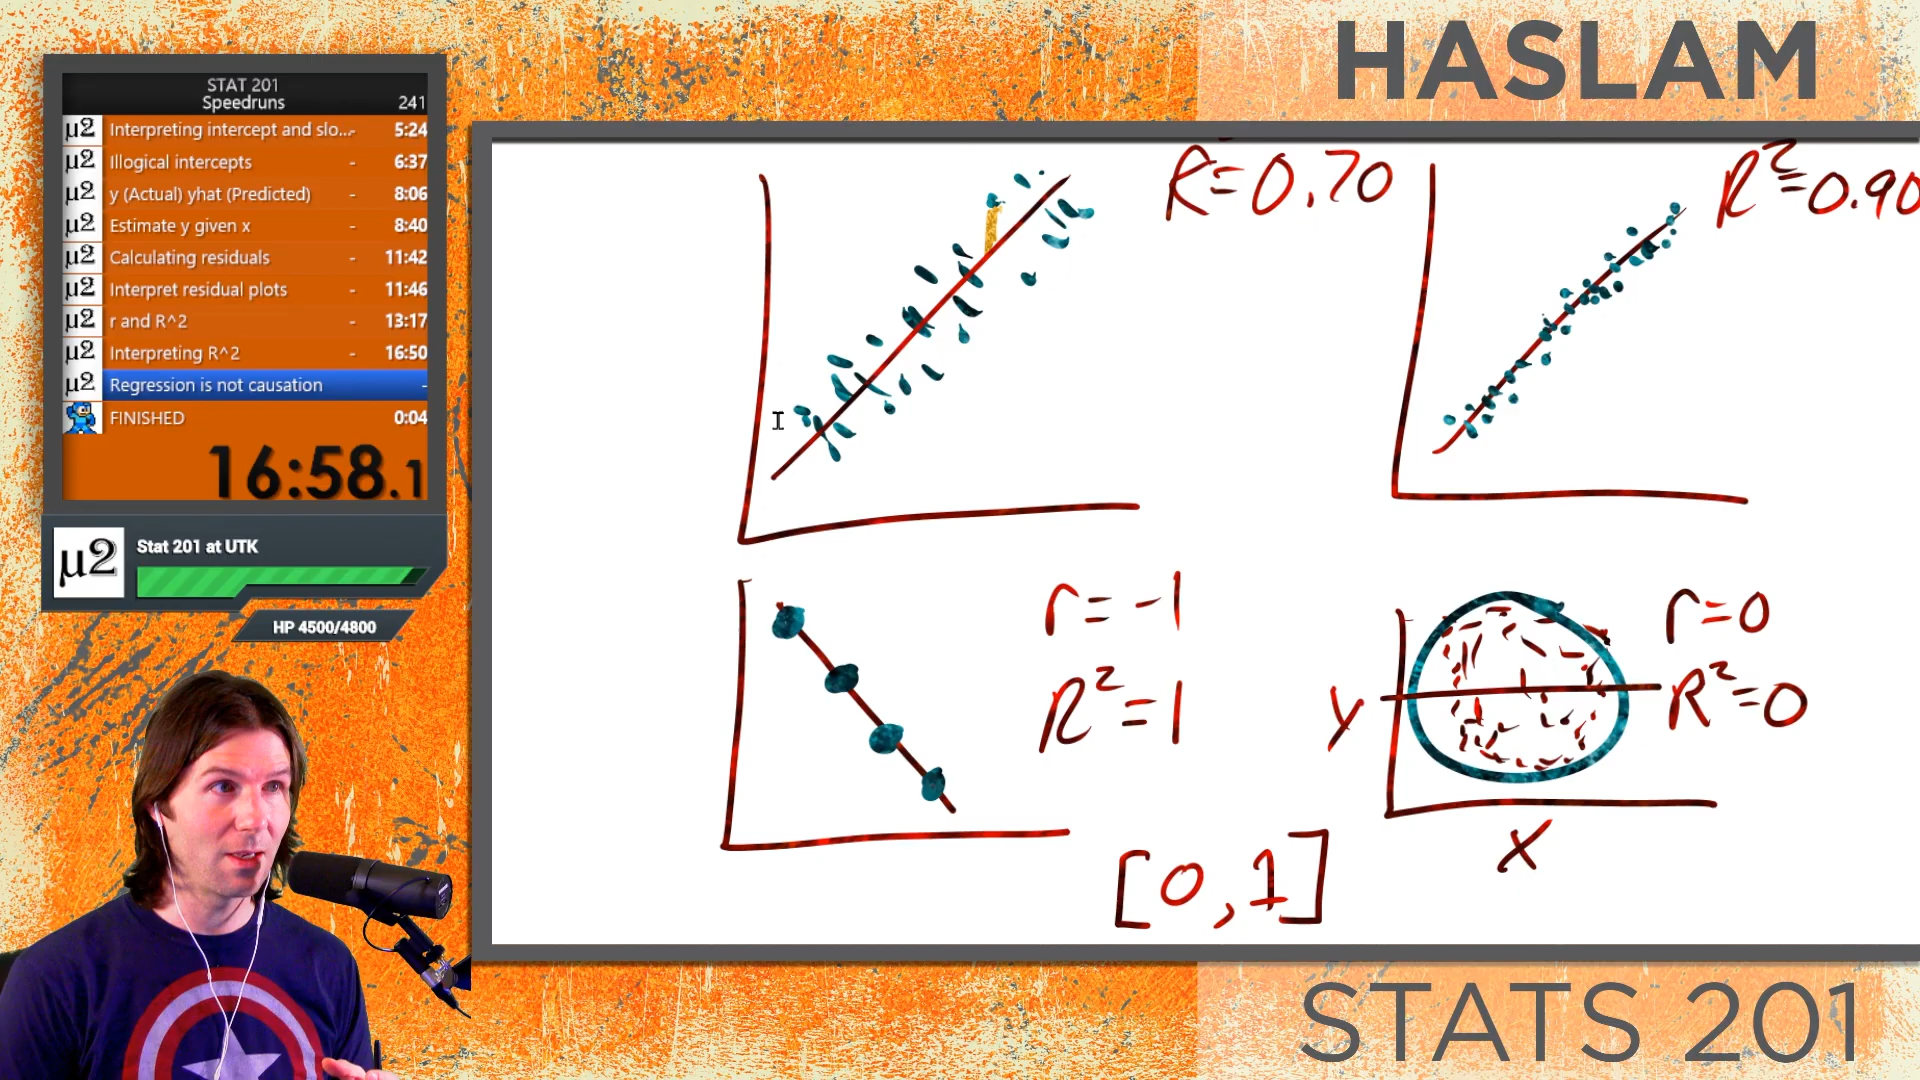 HASLAM
STAT 201
Speedruns 241
μ2 Interpreting intercept and slo... - 5:24
μ2 Illogical intercepts - 6:37
μ2 y (Actual) yhat (Predicted) - 8:06
μ2 Estimate y given x - 8:40
μ2 Calculating residuals - 11:42
μ2 Interpret residual plots - 11:46
μ2 r and R^2 - 13:17
μ2 Interpreting R^2 - 16:50
μ2 Regression is not causation -
FINISHED 0:04
16:58.1
μ2 Stat 201 at UTK
HP 4500/4800
R²=0.70
R²=0.90
r=-1
R²=1
r=0
R²=0
y
x
[0,1]
STATS 201